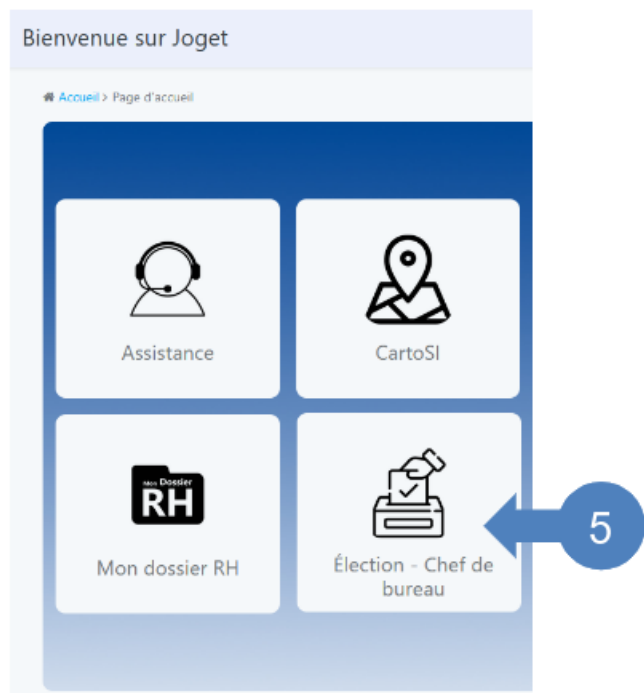 Bienvenue sur Joget
Accueil > Page d'accueil
Assistance
CartoSI
Mon Dossier
RH
Mon dossier RH
Élection - Chef de
bureau
5